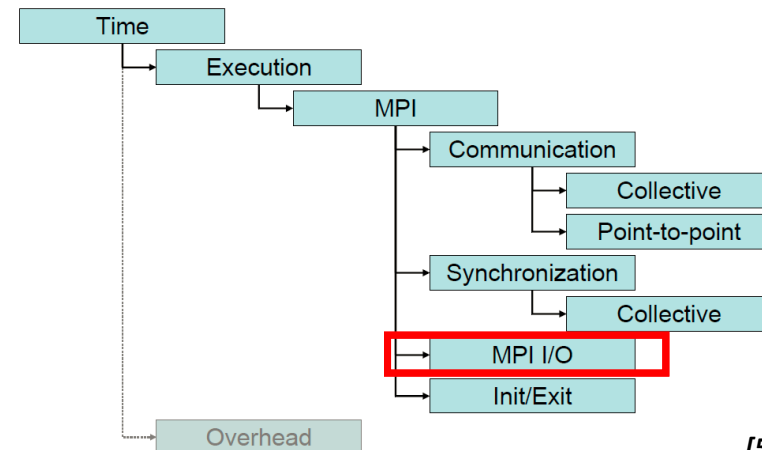 Time
Execution
MPI
Communication
Collective
Point-to-point
Synchronization
Collective
MPI I/O
Init/Exit
Overhead